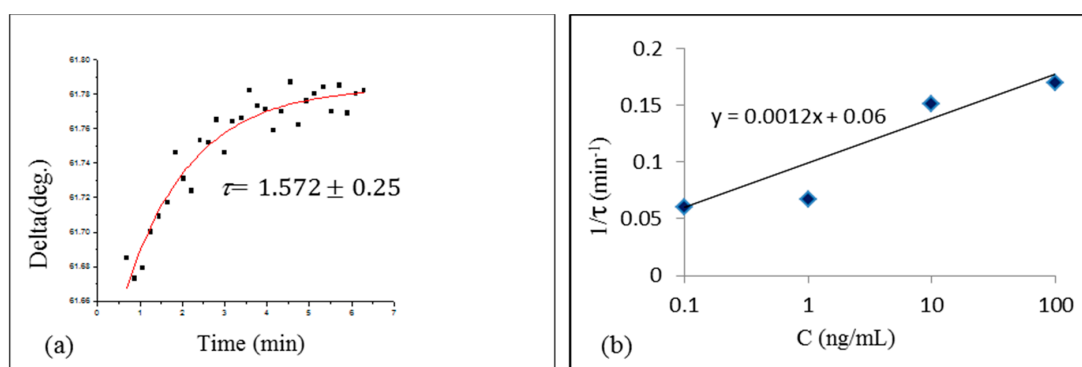 61.80
61.78
61.76
61.74
61.72
61.70
61.68
61.66
Delta(deg.)
τ= 1.572 ± 0.25
0 1 2 3 4 5 6 7
(a) Time (min)
0.2
0.15
0.1
0.05
0
1/τ (min⁻¹)
y = 0.0012x + 0.06
0.1 1 10 100
(b) C (ng/mL)